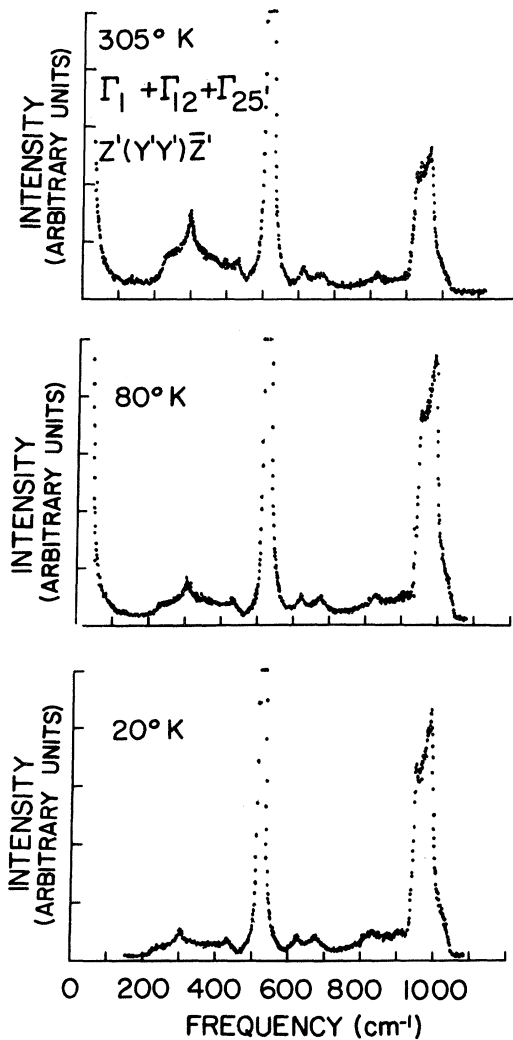 305° K
Γ₁ + Γ₁₂ + Γ₂₅
Z'(Y'Y')Z̄'
INTENSITY
(ARBITRARY UNITS)
80° K
INTENSITY
(ARBITRARY UNITS)
20° K
INTENSITY
(ARBITRARY UNITS)
0 200 400 600 800 1000
FREQUENCY (cm⁻¹)